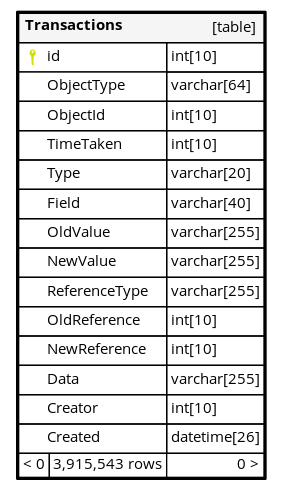 Transactions [table]
id int[10]
ObjectType varchar[64]
ObjectId int[10]
TimeTaken int[10]
Type varchar[20]
Field varchar[40]
OldValue varchar[255]
NewValue varchar[255]
ReferenceType varchar[255]
OldReference int[10]
NewReference int[10]
Data varchar[255]
Creator int[10]
Created datetime[26]
< 0 3,915,543 rows 0 >